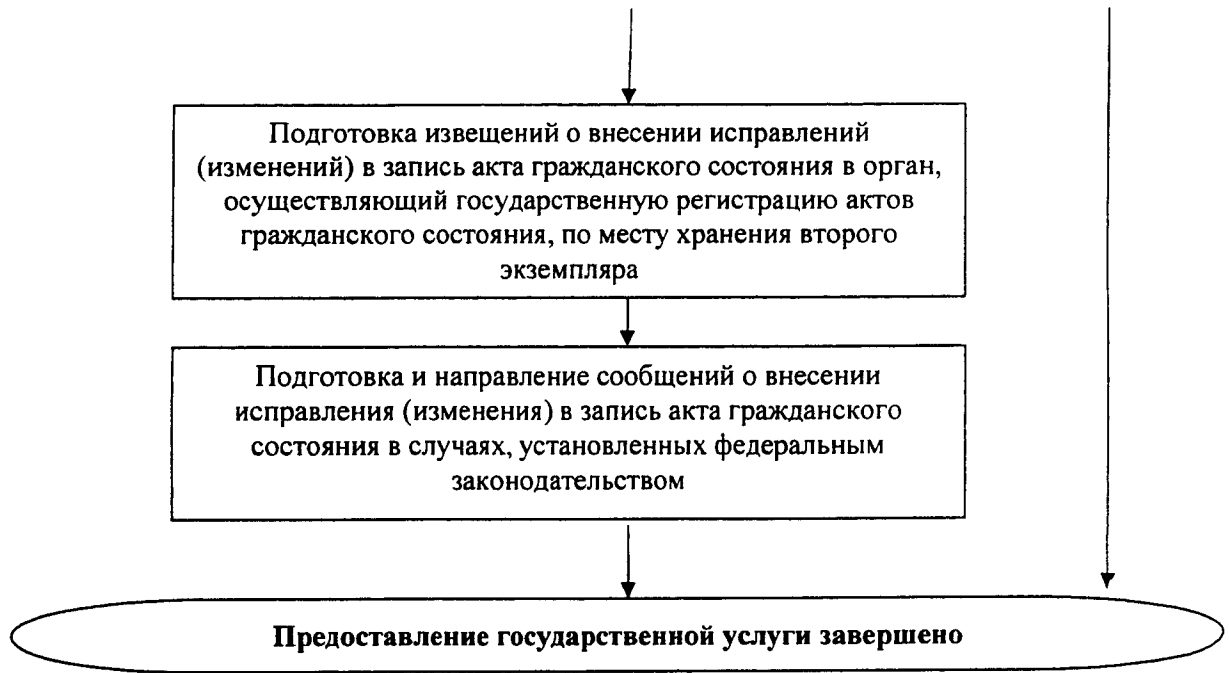 Подготовка извещений о внесении исправлений
(изменений) в запись акта гражданского состояния в орган,
осуществляющий государственную регистрацию актов
гражданского состояния, по месту хранения второго
экземпляра
Подготовка и направление сообщений о внесении
исправления (изменения) в запись акта гражданского
состояния в случаях, установленных федеральным
законодательством
Предоставление государственной услуги завершено